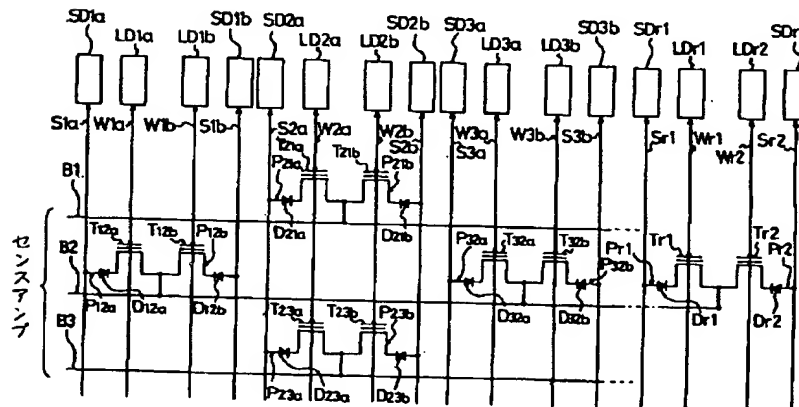 SD1a LD1a LD1b SD1b SD2a LD2a LD2b SD2b SD3a LD3a LD3b SD3b SDr1 LDr1 LDr2
S1a W1a W1b S1b S2a W2a W2b S2b W3a S3a W3b S3b Sr1 Wr1 Wr2 Sr2
T21a T21b
P21a P21b
B1
D21a D21b
T12a T12b P12b T32a T32b Tr1 Tr2
P32a P32b Pr1 Pr2
B2
P12a D12a D12b D32a D32b Dr1 Dr2
T23a T23b P23b
B3
P23a D23a D23b
センスアンプ